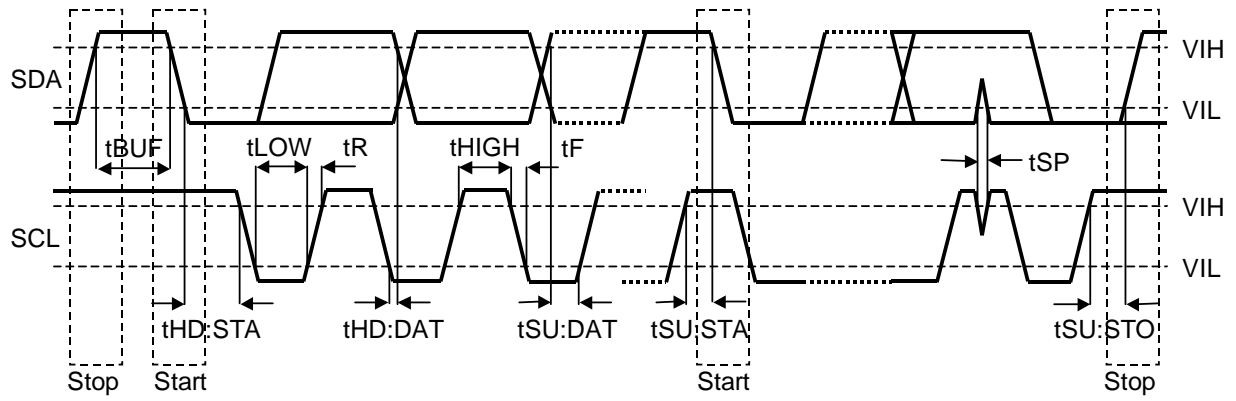 VIH
SDA
VIL
tBUF
tLOW
tR
tHIGH
tF
tSP
VIH
SCL
VIL
tHD:STA
tHD:DAT
tSU:DAT
tSU:STA
tSU:STO
Stop
Start
Start
Stop